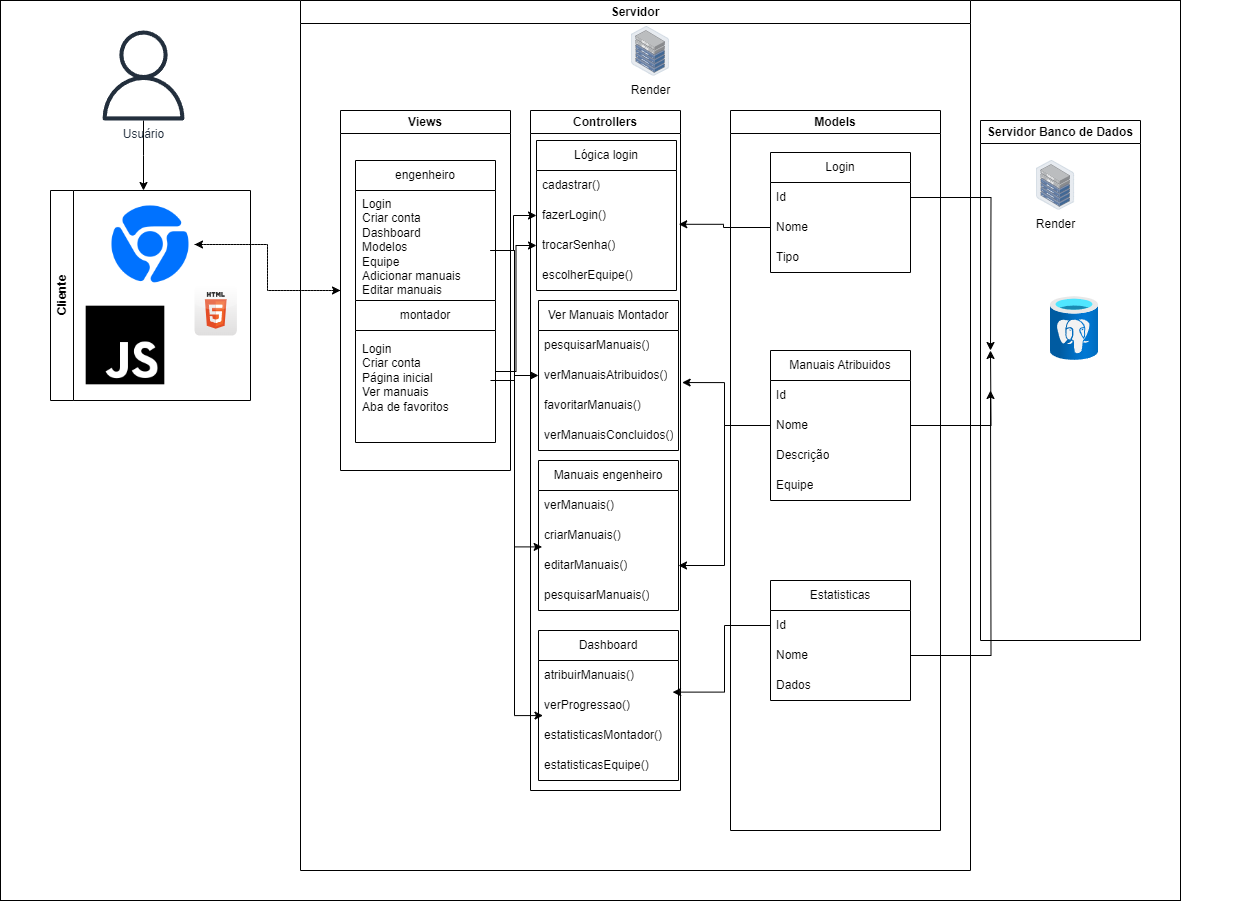 Servidor
Render
Usuário
Cliente
HTML
5
JS
Views
engenheiro
Login
Criar conta
Dashboard
Modelos
Equipe
Adicionar manuais
Editar manuais
montador
Login
Criar conta
Página inicial
Ver manuais
Aba de favoritos
Controllers
Lógica login
cadastrar()
fazerLogin()
trocarSenha()
escolherEquipe()
Ver Manuais Montador
pesquisarManuais()
verManuaisAtribuidos()
favoritarManuais()
verManuaisConcluidos()
Manuais engenheiro
verManuais()
criarManuais()
editarManuais()
pesquisarManuais()
Dashboard
atribuirManuais()
verProgressao()
estatisticasMontador()
estatisticasEquipe()
Models
Login
Id
Nome
Tipo
Manuais Atribuidos
Id
Nome
Descrição
Equipe
Estatisticas
Id
Nome
Dados
Servidor Banco de Dados
Render